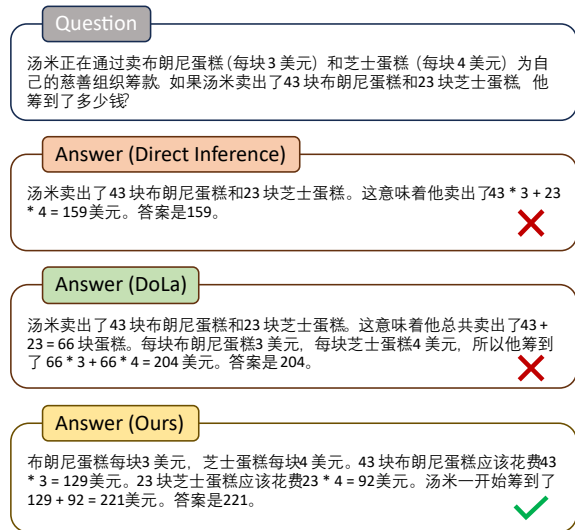 Question
汤米正在通过卖布朗尼蛋糕(每块3 美元）和芝士蛋糕（每块4 美元）为自
己的慈善组织筹款。如果汤米卖出了43 块布朗尼蛋糕和23 块芝士蛋糕，他
筹到了多少钱?
Answer (Direct Inference)
汤米卖出了43 块布朗尼蛋糕和23 块芝士蛋糕。这意味着他卖出了43 * 3 + 23
* 4 = 159美元。答案是159。
Answer (DoLa)
汤米卖出了43 块布朗尼蛋糕和23 块芝士蛋糕。这意味着他总共卖出了43 +
23 = 66 块蛋糕。每块布朗尼蛋糕3 美元，每块芝士蛋糕4 美元，所以他筹到
了 66 * 3 + 66 * 4 = 204 美元。答案是 204。
Answer (Ours)
布朗尼蛋糕每块3 美元，芝士蛋糕每块4 美元。43 块布朗尼蛋糕应该花费43
* 3 = 129美元。23 块芝士蛋糕应该花费23 * 4 = 92美元。汤米一开始筹到了
129 + 92 = 221美元。答案是221。